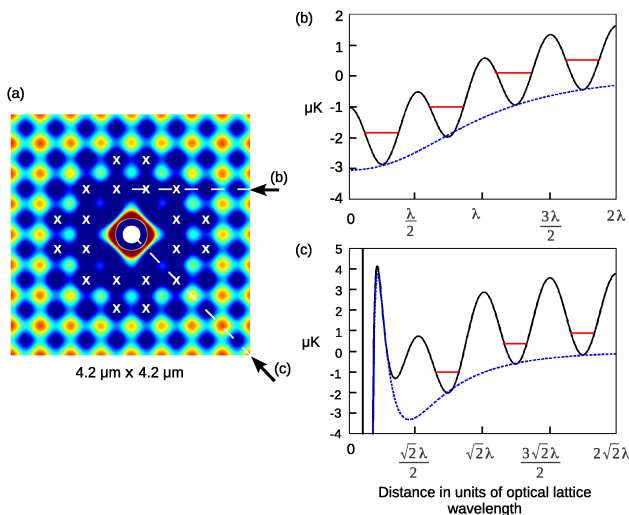 (a)
x x
x x x x
x x x x
x x x x
x x x x
x x
(b)
(c)
4.2 μm x 4.2 μm
(b)
2
1
0
μK
-1
-2
-3
-4
0 λ/2 λ 3λ/2 2λ
(c)
5
4
3
2
1
μK
0
-1
-2
-3
-4
0 √2λ/2 √2λ 3√2λ/2 2√2λ
Distance in units of optical lattice
wavelength